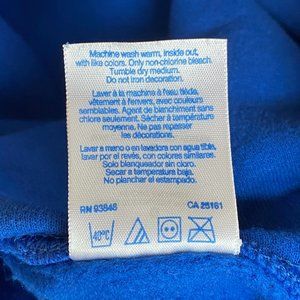 Machine wash warm, inside out,
with like colors. Only non-chlorine bleach.
Tumble dry medium.
Do not iron decoration.
Laver à la machine à l'eau tiède,
vêtement à l'envers, avec couleurs
semblables. Agent de blanchiment sans
chlore seulement. Sécher à température
moyenne. Ne pas repasser
les décorations.
Lavar a mano o en lavadora con agua tibia,
lavar por el revés, con colores similares.
Solo blanqueador sin cloro.
Secar a temperatura baja.
No planchar el estampado.
RN 93846 CA 25161
40°C